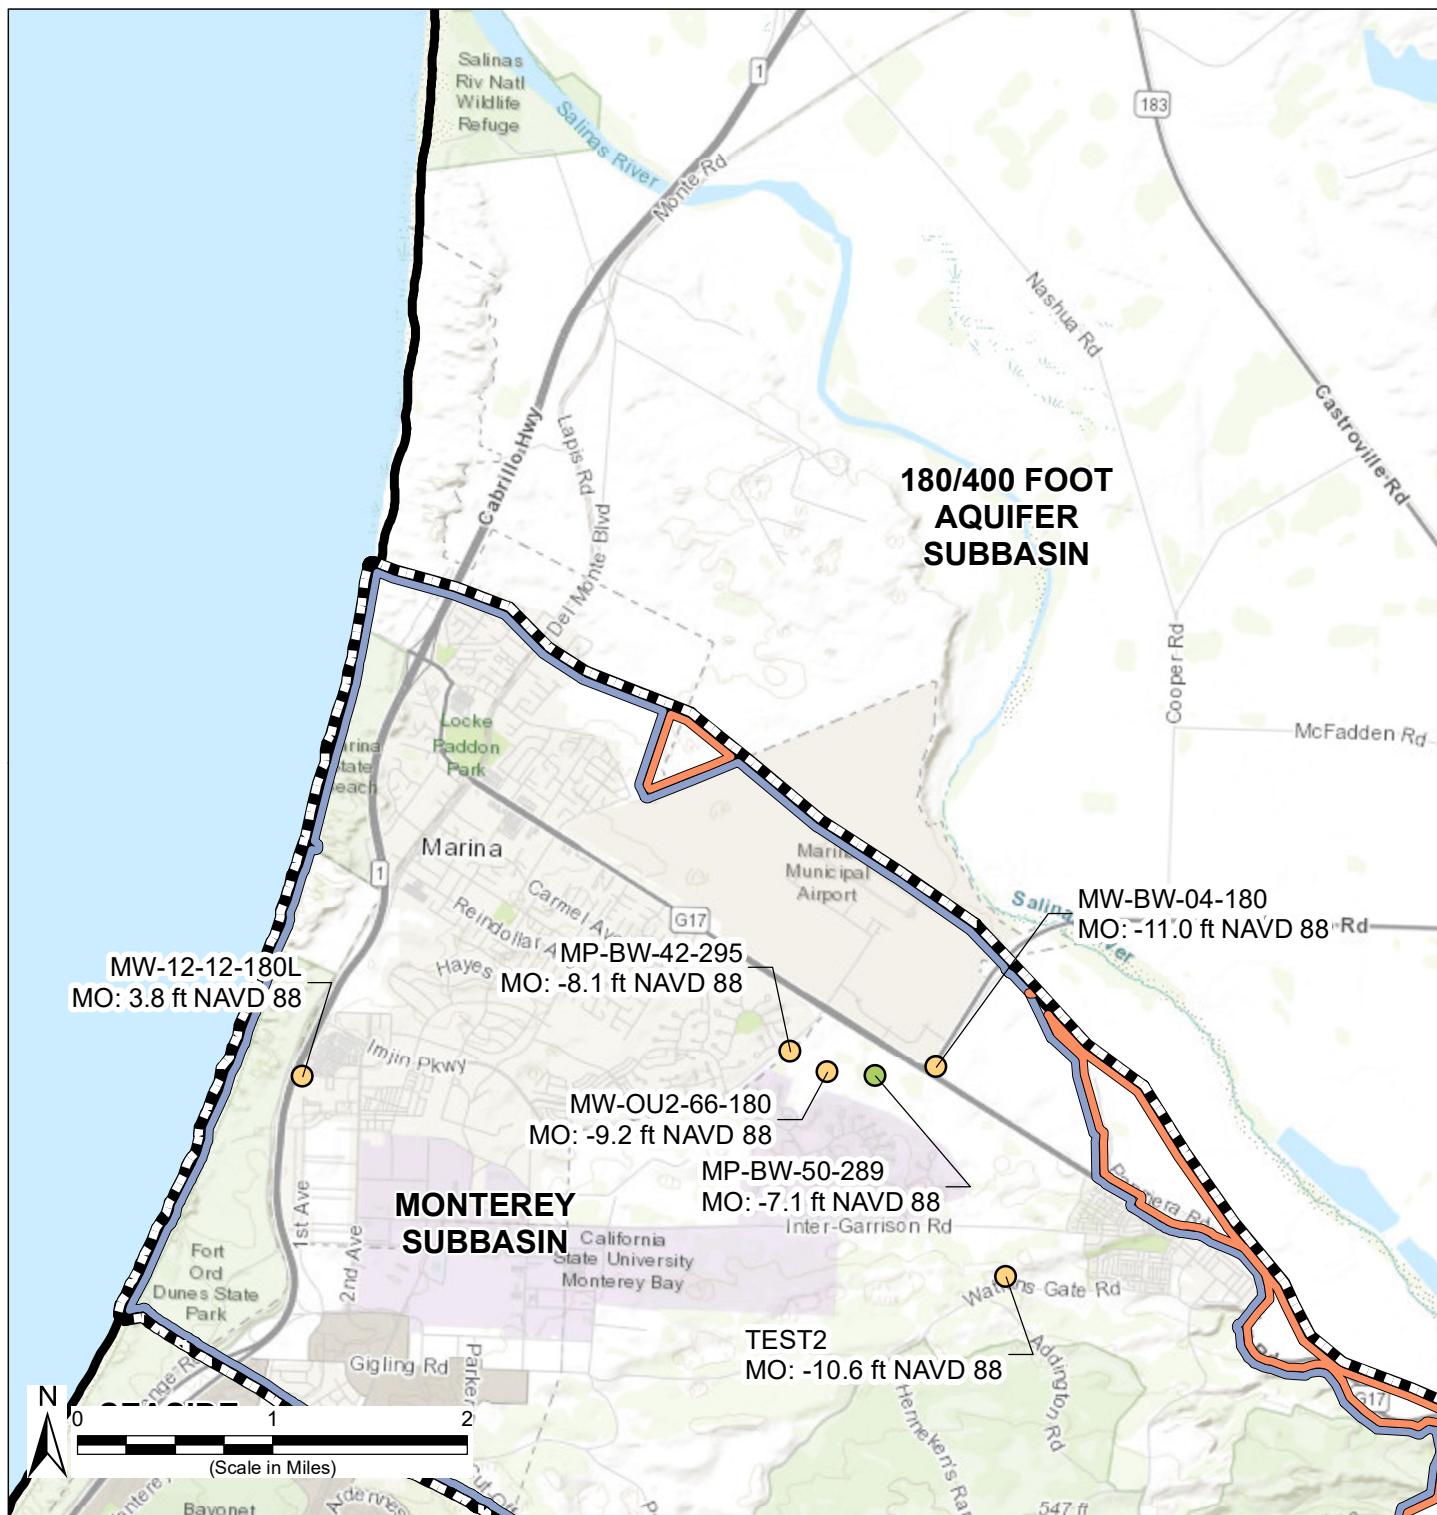 Salinas
Riv Natl
Wildlife
Refuge
Salinas River
1
Monte Rd
183
Nashua Rd
Castroville Rd
Cabrillo Hwy
Lapis Rd
Del Monte Blvd
180/400 FOOT
AQUIFER
SUBBASIN
Cooper Rd
McFadden Rd
Locke
Paddon
Park
State
Marina
1
Marina
Municipal
Airport
Carmel Ave
G17
Reindollar
Hayes
MW-BW-04-180
MO: -11.0 ft NAVD 88
Rd
MP-BW-42-295
MO: -8.1 ft NAVD 88
MW-12-12-180L
MO: 3.8 ft NAVD 88
Imjin Pkwy
MW-OU2-66-180
MO: -9.2 ft NAVD 88
MP-BW-50-289
MO: -7.1 ft NAVD 88
1st Ave
2nd Ave
MONTEREY
SUBBASIN
California
State University
Monterey Bay
Inter-Garrison Rd
Fort
Ord
Dunes State
Park
Gate Rd
TEST2
MO: -10.6 ft NAVD 88
Addington Rd
Gigling Rd
G17
N
0 1 2
(Scale in Miles)
Bayonet
547 ft